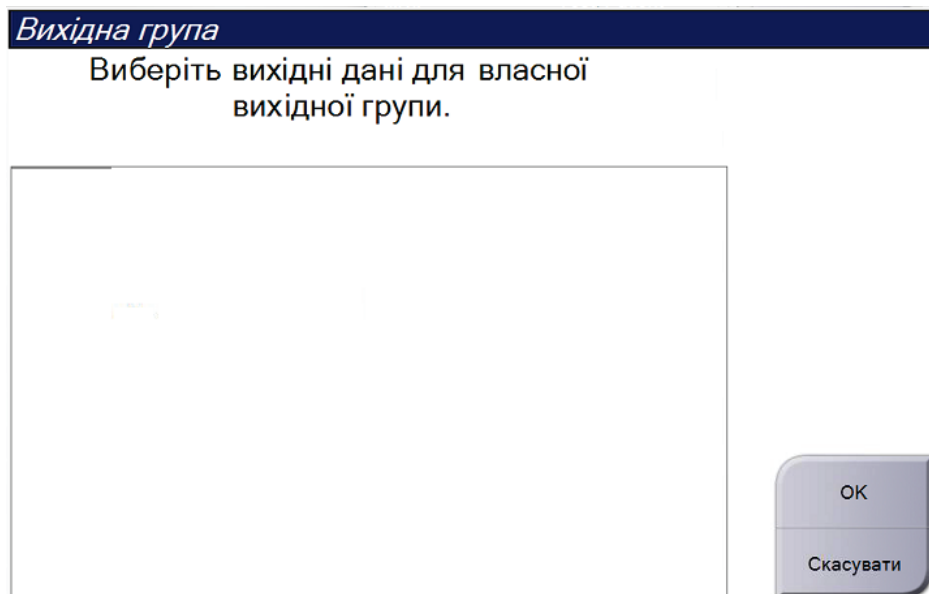 Вихідна група
Виберіть вихідні дані для власної
вихідної групи.
OK
Скасувати